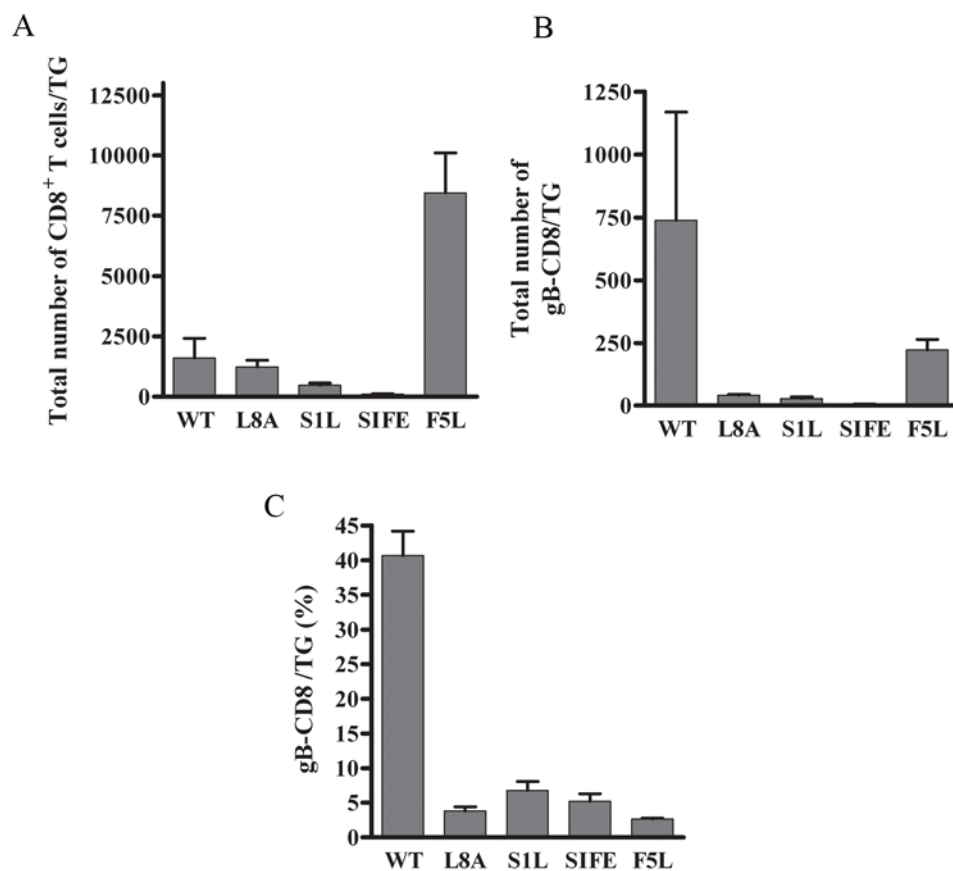 A
Total number of CD8+ T cells/TG
12500
10000
7500
5000
2500
0
WT L8A S1L SIFE F5L
B
Total number of
gB-CD8/TG
1250
1000
750
500
250
0
WT L8A S1L SIFE F5L
C
gB-CD8 /TG (%)
45
40
35
30
25
20
15
10
5
0
WT L8A S1L SIFE F5L